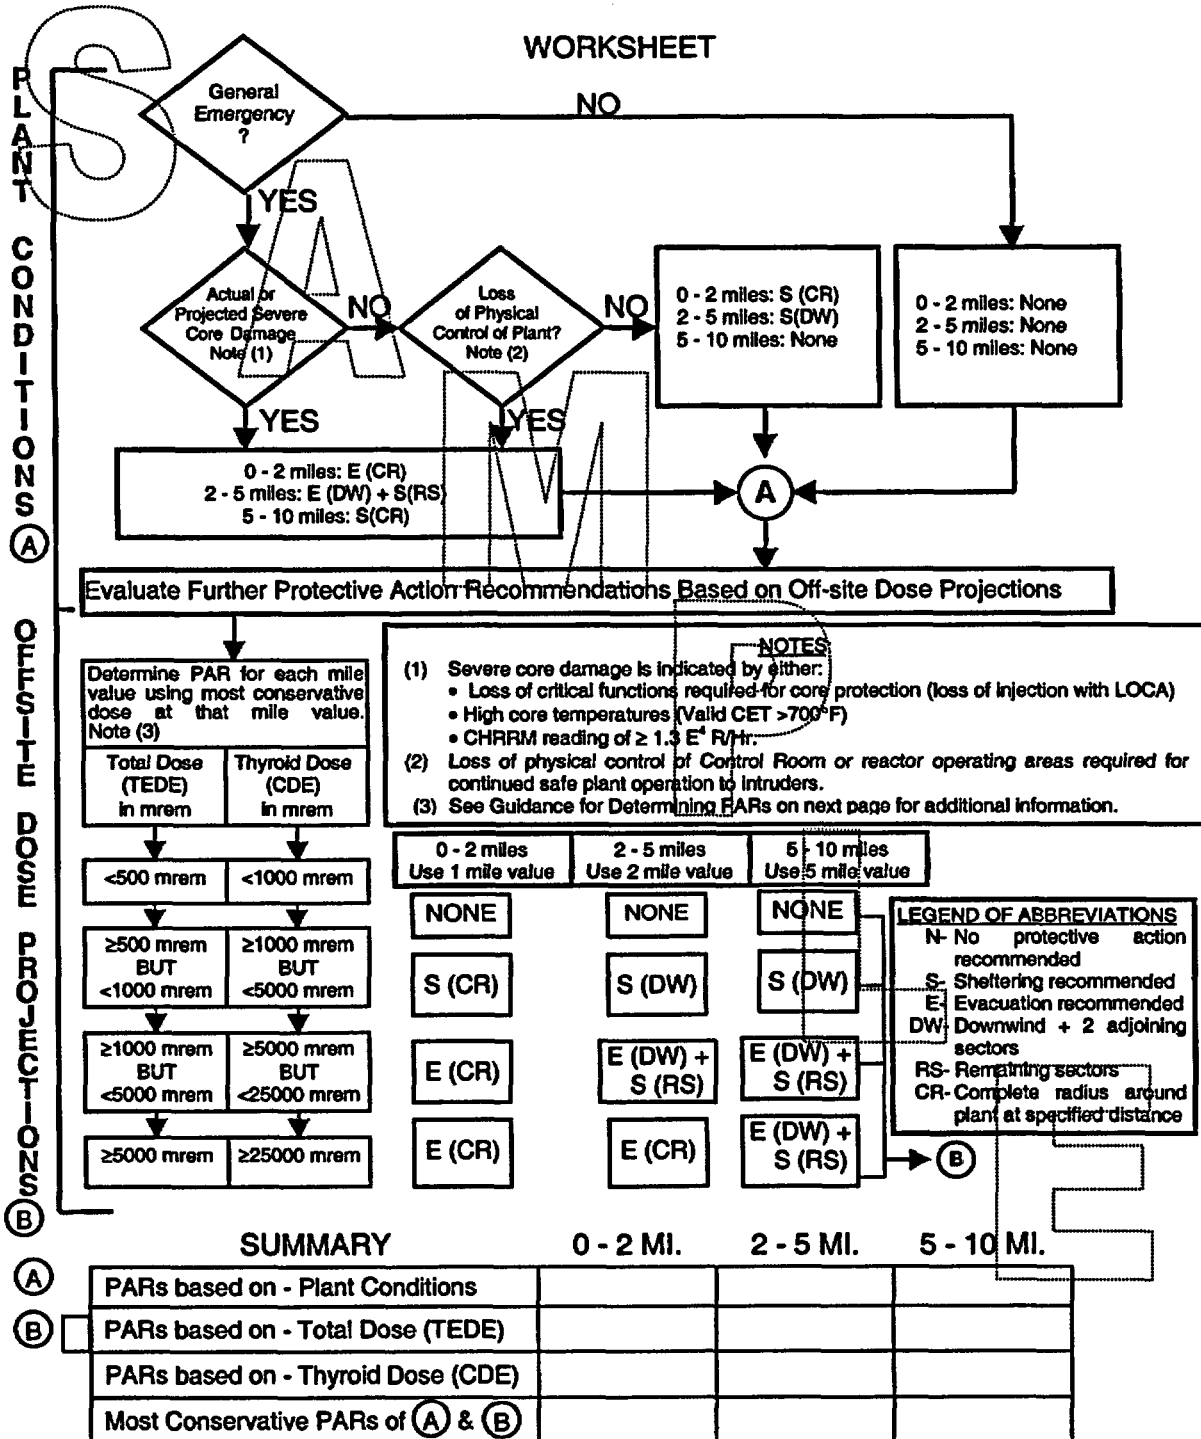 WORKSHEET
PLANT CONDITIONS
A
General
Emergency
?
NO
YES
Actual or
Projected Severe
Core Damage
Note (1)
NO
Loss
of Physical
Control of Plant?
Note (2)
NO
0 - 2 miles: S (CR)
2 - 5 miles: S(DW)
5 - 10 miles: None
0 - 2 miles: None
2 - 5 miles: None
5 - 10 miles: None
YES
YES
0 - 2 miles: E (CR)
2 - 5 miles: E (DW) + S(RS)
5 - 10 miles: S(CR)
A
Evaluate Further Protective Action Recommendations Based on Off-site Dose Projections
OFFSITE DOSE PROJECTIONS
B
Determine PAR for each mile
value using most conservative
dose at that mile value.
Note (3)
Total Dose
(TEDE)
in mrem
Thyroid Dose
(CDE)
in mrem
NOTES
(1) Severe core damage is indicated by either:
• Loss of critical functions required for core protection (loss of injection with LOCA)
• High core temperatures (Valid CET >700°F)
• CHRRM reading of ≥ 1.3 E⁴ R/Hr.
(2) Loss of physical control of Control Room or reactor operating areas required for
continued safe plant operation to intruders.
(3) See Guidance for Determining PARs on next page for additional information.
0 - 2 miles
Use 1 mile value
2 - 5 miles
Use 2 mile value
5 - 10 miles
Use 5 mile value
<500 mrem
<1000 mrem
NONE
NONE
NONE
≥500 mrem
BUT
<1000 mrem
≥1000 mrem
BUT
<5000 mrem
S (CR)
S (DW)
S (DW)
≥1000 mrem
BUT
<5000 mrem
≥5000 mrem
BUT
<25000 mrem
E (CR)
E (DW) +
S (RS)
E (DW) +
S (RS)
≥5000 mrem
≥25000 mrem
E (CR)
E (CR)
E (DW) +
S (RS)
B
LEGEND OF ABBREVIATIONS
N- No protective action
recommended
S- Sheltering recommended
E- Evacuation recommended
DW- Downwind + 2 adjoining
sectors
RS- Remaining sectors
CR- Complete radius around
plant at specified distance
SUMMARY
0 - 2 MI.
2 - 5 MI.
5 - 10 MI.
A
PARs based on - Plant Conditions
B
PARs based on - Total Dose (TEDE)
PARs based on - Thyroid Dose (CDE)
Most Conservative PARs of A & B
SAMPLE